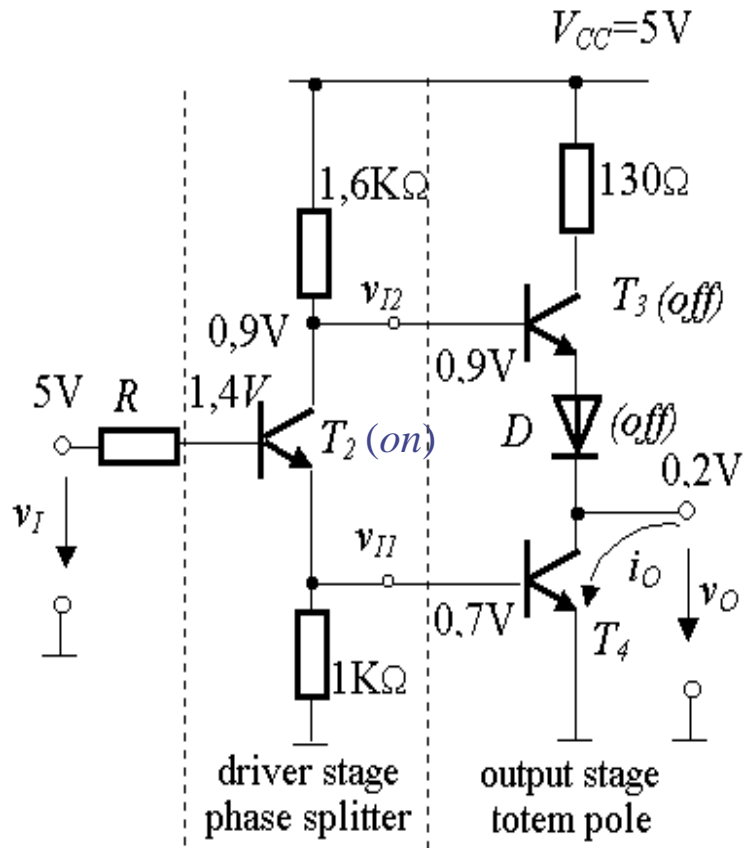 V_CC=5V
1,6KΩ
130Ω
v_I2
T_3 (off)
0,9V
0,9V
5V
R
1,4V
T_2 (on)
D
(off)
0,2V
v_I
v_I1
i_O
v_O
0,7V
T_4
1KΩ
driver stage
phase splitter
output stage
totem pole